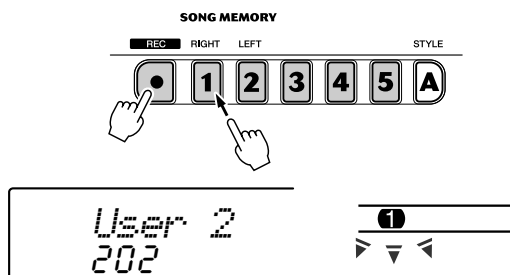 SONG MEMORY
REC RIGHT LEFT STYLE
1 2 3 4 5 A
User 2
202
1